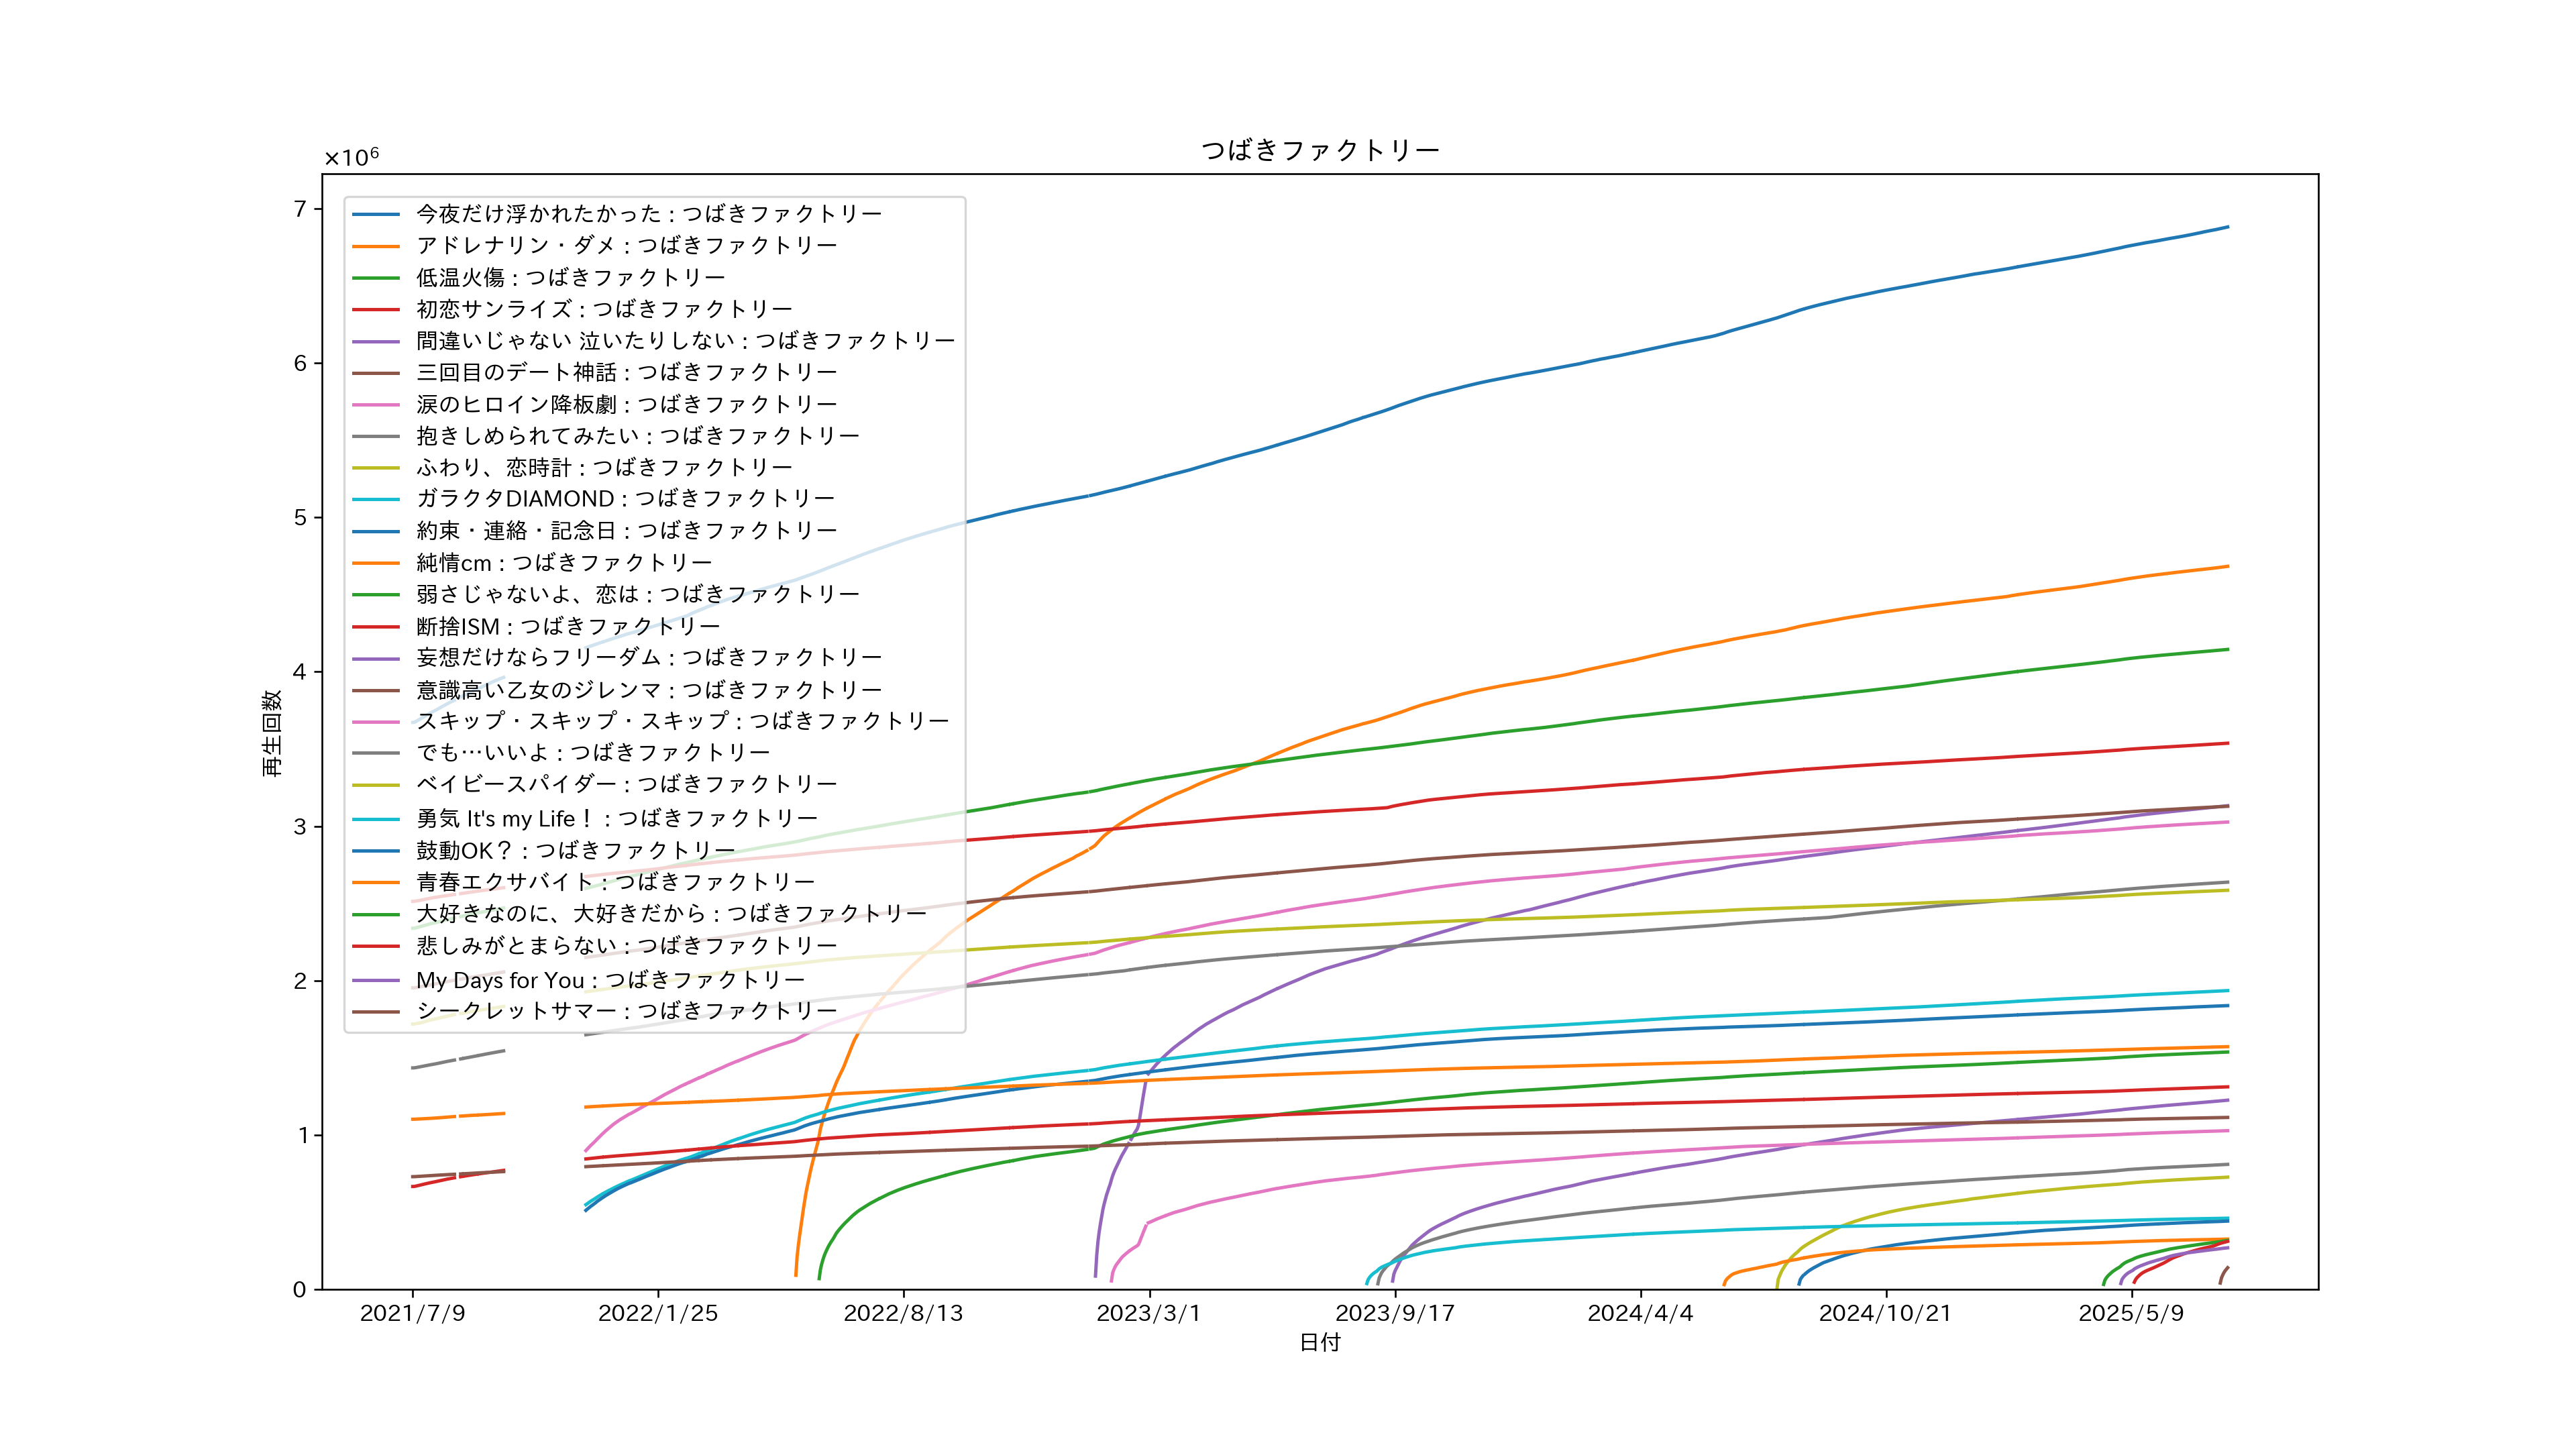 つばきファクトリー
×10⁶
7
6
5
4
3
2
1
0
再生回数
今夜だけ浮かれたかった : つばきファクトリー
アドレナリン・ダメ : つばきファクトリー
低温火傷 : つばきファクトリー
初恋サンライズ : つばきファクトリー
間違いじゃない 泣いたりしない : つばきファクトリー
三回目のデート神話 : つばきファクトリー
涙のヒロイン降板劇 : つばきファクトリー
抱きしめられてみたい : つばきファクトリー
ふわり、恋時計 : つばきファクトリー
ガラクタDIAMOND : つばきファクトリー
約束・連絡・記念日 : つばきファクトリー
純情cm : つばきファクトリー
弱さじゃないよ、恋は : つばきファクトリー
断捨ISM : つばきファクトリー
妄想だけならフリーダム : つばきファクトリー
意識高い乙女のジレンマ : つばきファクトリー
スキップ・スキップ・スキップ : つばきファクトリー
でも…いいよ : つばきファクトリー
ベイビースパイダー : つばきファクトリー
勇気 It's my Life！ : つばきファクトリー
鼓動OK？ : つばきファクトリー
青春エクサバイト : つばきファクトリー
大好きなのに、大好きだから : つばきファクトリー
悲しみがとまらない : つばきファクトリー
My Days for You : つばきファクトリー
シークレットサマー : つばきファクトリー
2021/7/9 2022/1/25 2022/8/13 2023/3/1 2023/9/17 2024/4/4 2024/10/21 2025/5/9
日付